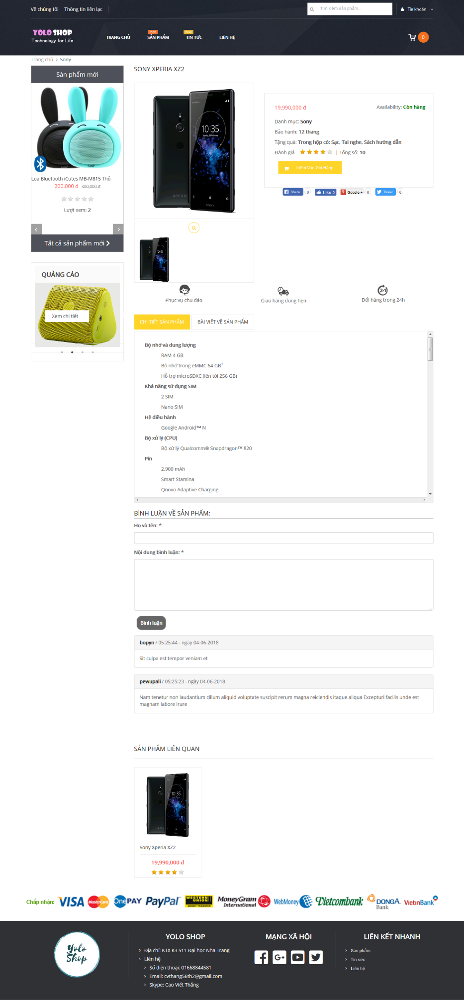 Về chúng tôi
Thông tin liên lạc
Tìm kiếm sản phẩm...
Tài khoản
YOLO SHOP
Technology for Life
TRANG CHỦ
hot
SẢN PHẨM
new
TIN TỨC
LIÊN HỆ
0
Trang chủ › Sony
Sản phẩm mới
Loa Bluetooth iCutes MB-M815 Thỏ
200,000 đ 300,000 đ
Lượt xem: 2
Tất cả sản phẩm mới
QUẢNG CÁO
Xem chi tiết
SONY XPERIA XZ2
10:35
XPERIA
SONY
19,990,000 đ
Availability: Còn hàng
Danh mục: Sony
Bảo hành: 12 tháng
Tặng quà: Trong hộp có: Sạc, Tai nghe, Sách hướng dẫn
Đánh giá | Tổng số: 10
Thêm Vào Giỏ Hàng
Share 0
Like 0
Google + 0
Tweet 0
10:35
Phục vụ chu đáo
Giao hàng đúng hẹn
24
Đổi hàng trong 24h
CHI TIẾT SẢN PHẨM
BÀI VIẾT VỀ SẢN PHẨM
Bộ nhớ và dung lượng
RAM 4 GB
Bộ nhớ trong eMMC 64 GB1
Hỗ trợ microSDXC (lên tới 256 GB)
Khả năng sử dụng SIM
2 SIM
Nano SIM
Hệ điều hành
Google Android™ N
Bộ xử lý (CPU)
Bộ xử lý Qualcomm® Snapdragon™ 820
Pin
2.900 mAh
Smart Stamina
Qnovo Adaptive Charging
BÌNH LUẬN VỀ SẢN PHẨM:
Họ và tên: *
Nội dung bình luận: *
Bình luận
bopyn / 05:25:44 - ngày 04-06-2018
Sit culpa est tempor veniam et
pewupali / 05:25:23 - ngày 04-06-2018
Nam tenetur non laudantium cillum aliquid voluptate suscipit rerum magna reiciendis itaque aliqua Excepturi facilis unde est
magnam labore irure
SẢN PHẨM LIÊN QUAN
10:35
Sony Xperia XZ2
19,990,000 đ
Chấp nhận: VISA MasterCard OnePAY PayPal WESTERN UNION MONEY TRANSFER MoneyGram International WebMoney Vietcombank DONGA Bank VietinBank
Yolo
Shop
YOLO SHOP
Địa chỉ: KTX K3 511 Đại học Nha Trang
Liên hệ
Số điện thoại: 01668844581
Email: cvthang56th2@gmail.com
Skype: Cao Viết Thắng
MẠNG XÃ HỘI
LIÊN KẾT NHANH
Sản phẩm
Tin sức
Liên hệ